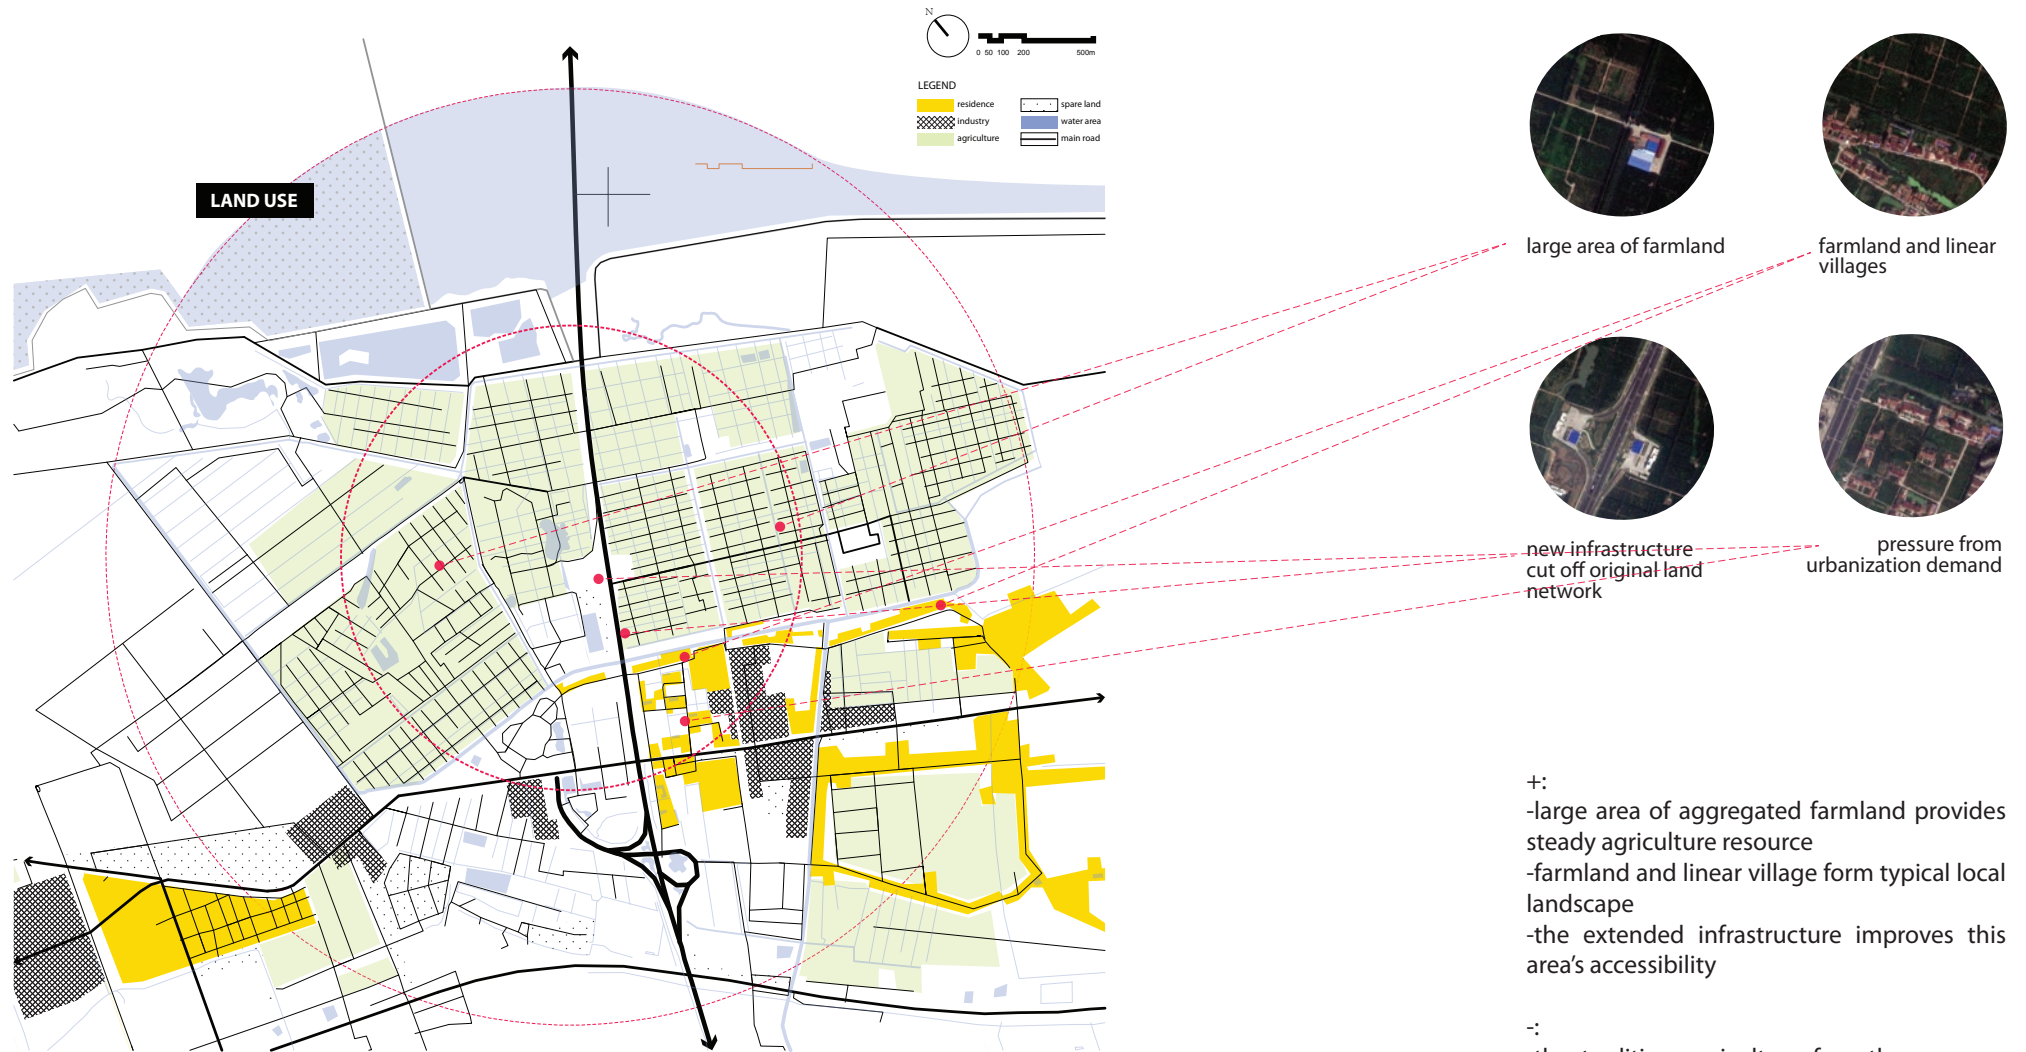 N
0 50 100 200 500m
LEGEND
residence
spare land
industry
water area
agriculture
main road
LAND USE
large area of farmland
farmland and linear
villages
new infrastructure
cut off original land
network
pressure from
urbanization demand
+:
-large area of aggregated farmland provides
steady agriculture resource
-farmland and linear village form typical local
landscape
-the extended infrastructure improves this
area’s accessibility
-: